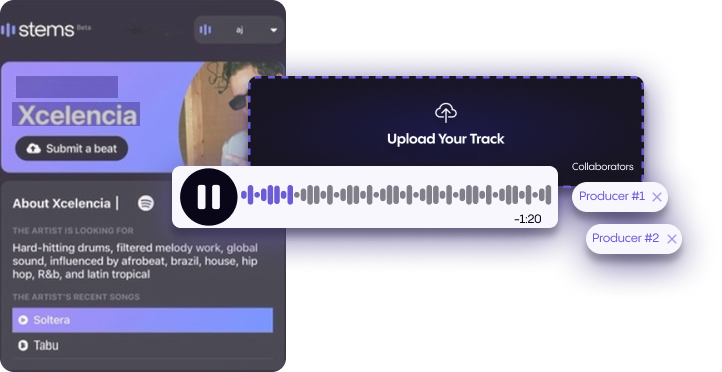 stems Beta
aj
Xcelencia
Submit a beat
Upload Your Track
Collaborators
Producer #1
-1:20
Producer #2
About Xcelencia |
THE ARTIST IS LOOKING FOR
Hard-hitting drums, filtered melody work, global
sound, influenced by afrobeat, brazil, house, hip
hop, R&b, and latin tropical
THE ARTIST'S RECENT SONGS
Soltera
Tabu